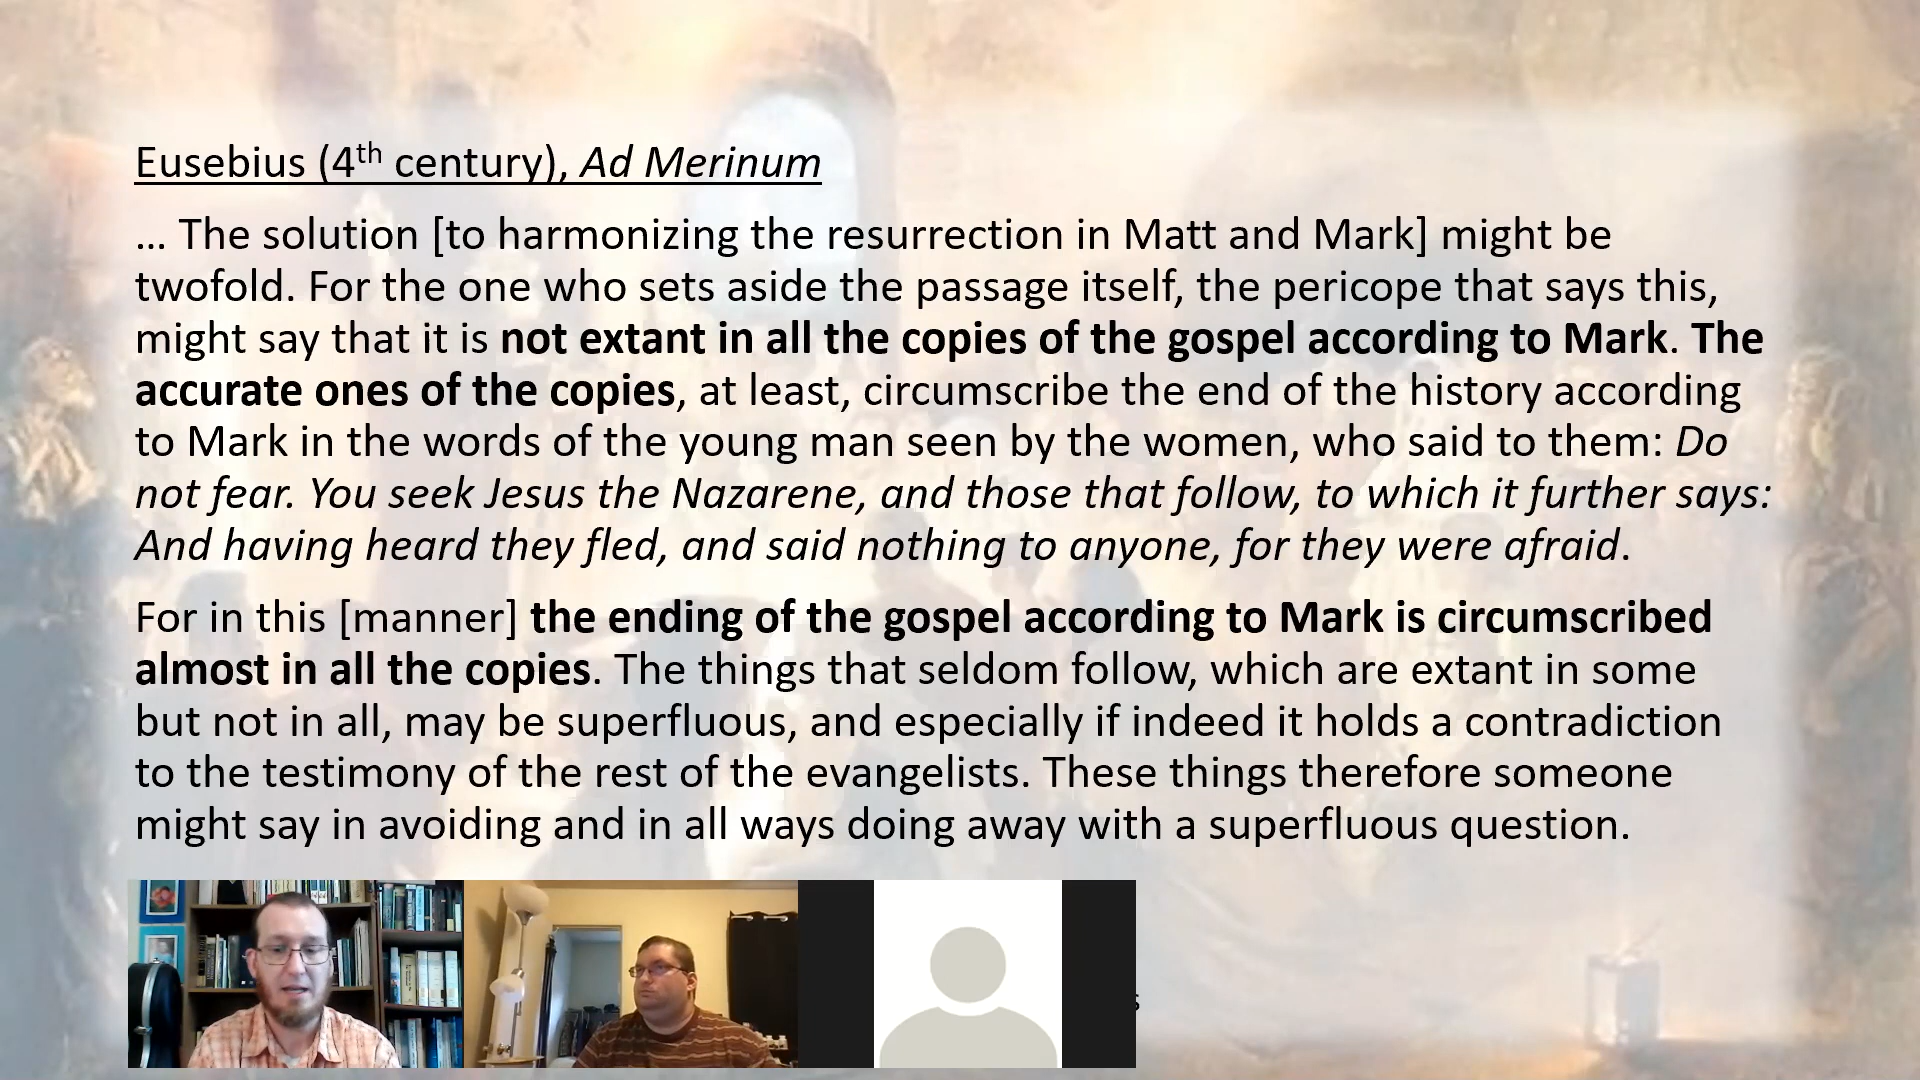 Eusebius (4th century), Ad Merinum
… The solution [to harmonizing the resurrection in Matt and Mark] might be
twofold. For the one who sets aside the passage itself, the pericope that says this,
might say that it is not extant in all the copies of the gospel according to Mark. The
accurate ones of the copies, at least, circumscribe the end of the history according
to Mark in the words of the young man seen by the women, who said to them: Do
not fear. You seek Jesus the Nazarene, and those that follow, to which it further says:
And having heard they fled, and said nothing to anyone, for they were afraid.
For in this [manner] the ending of the gospel according to Mark is circumscribed
almost in all the copies. The things that seldom follow, which are extant in some
but not in all, may be superfluous, and especially if indeed it holds a contradiction
to the testimony of the rest of the evangelists. These things therefore someone
might say in avoiding and in all ways doing away with a superfluous question.